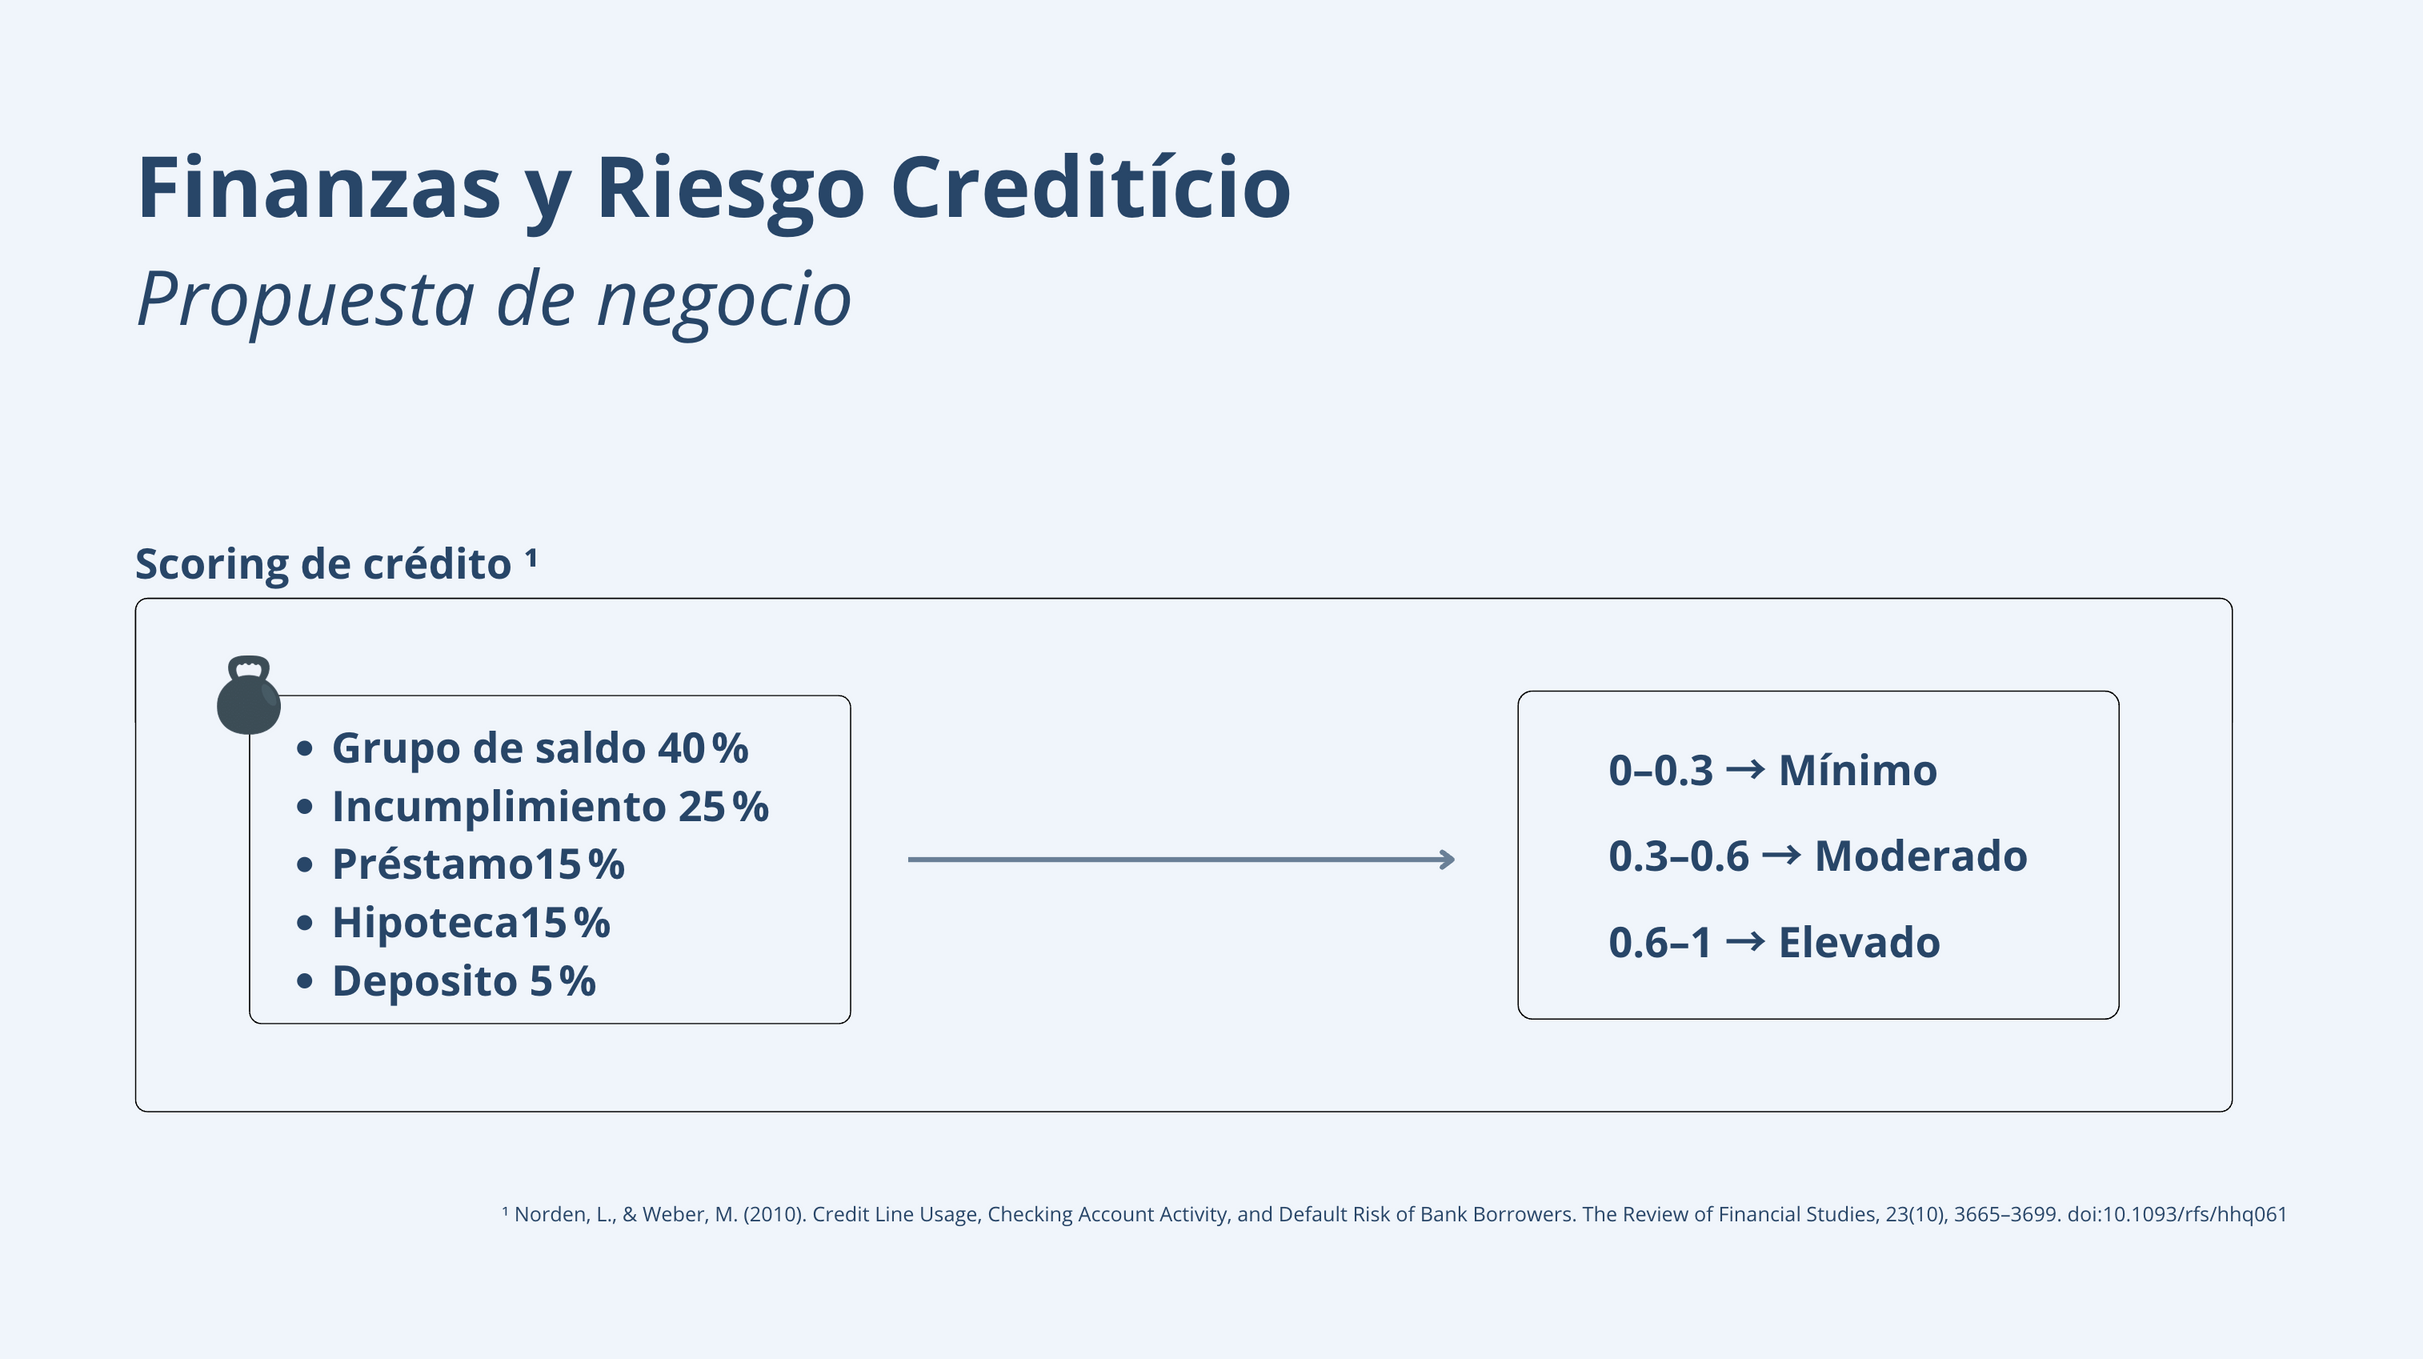 Finanzas y Riesgo Creditício
Propuesta de negocio
Scoring de crédito ¹
• Grupo de saldo 40 %
• Incumplimiento 25 %
• Préstamo15 %
• Hipoteca15 %
• Deposito 5 %
0–0.3 → Mínimo
0.3–0.6 → Moderado
0.6–1 → Elevado
¹ Norden, L., & Weber, M. (2010). Credit Line Usage, Checking Account Activity, and Default Risk of Bank Borrowers. The Review of Financial Studies, 23(10), 3665–3699. doi:10.1093/rfs/hhq061